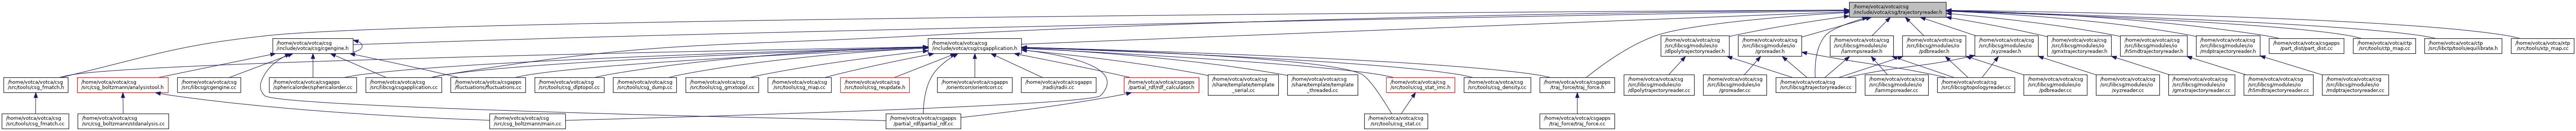 /home/votca/votca/csg
/include/votca/csg/trajectoryreader.h
/home/votca/votca/csg
/include/votca/csg/cgengine.h
/home/votca/votca/csg
/include/votca/csg/csgapplication.h
/home/votca/votca/csg
/src/libcsg/modules/io
/dlpolytrajectoryreader.h
/home/votca/votca/csg
/src/libcsg/modules/io
/groreader.h
/home/votca/votca/csg
/src/libcsg/modules/io
/lammpsreader.h
/home/votca/votca/csg
/src/libcsg/modules/io
/pdbreader.h
/home/votca/votca/csg
/src/libcsg/modules/io
/xyzreader.h
/home/votca/votca/csg
/src/libcsg/modules/io
/gmxtrajectoryreader.h
/home/votca/votca/csg
/src/libcsg/modules/io
/h5mdtrajectoryreader.h
/home/votca/votca/csg
/src/libcsg/modules/io
/mdptrajectoryreader.h
/home/votca/votca/csgapps
/part_dist/part_dist.cc
/home/votca/votca/ctp
/src/tools/ctp_map.cc
/home/votca/votca/ctp
/src/libctp/tools/equilibrate.h
/home/votca/votca/xtp
/src/tools/xtp_map.cc
/home/votca/votca/csg
/src/tools/csg_fmatch.h
/home/votca/votca/csg
/src/csg_boltzmann/analysistool.h
/home/votca/votca/csg
/src/libcsg/cgengine.cc
/home/votca/votca/csgapps
/sphericalorder/sphericalorder.cc
/home/votca/votca/csg
/src/libcsg/csgapplication.cc
/home/votca/votca/csgapps
/fluctuations/fluctuations.cc
/home/votca/votca/csg
/src/tools/csg_dlptopol.cc
/home/votca/votca/csg
/src/tools/csg_dump.cc
/home/votca/votca/csg
/src/tools/csg_gmxtopol.cc
/home/votca/votca/csg
/src/tools/csg_map.cc
/home/votca/votca/csg
/src/tools/csg_reupdate.h
/home/votca/votca/csgapps
/orientcorr/orientcorr.cc
/home/votca/votca/csgapps
/radii/radii.cc
/home/votca/votca/csgapps
/partial_rdf/rdf_calculator.h
/home/votca/votca/csg
/share/template/template
_serial.cc
/home/votca/votca/csg
/share/template/template
_threaded.cc
/home/votca/votca/csg
/src/tools/csg_stat_imc.h
/home/votca/votca/csg
/src/tools/csg_density.cc
/home/votca/votca/csgapps
/traj_force/traj_force.h
/home/votca/votca/csg
/src/libcsg/modules/io
/dlpolytrajectoryreader.cc
/home/votca/votca/csg
/src/libcsg/modules/io
/groreader.cc
/home/votca/votca/csg
/src/libcsg/trajectoryreader.cc
/home/votca/votca/csg
/src/libcsg/modules/io
/lammpsreader.cc
/home/votca/votca/csg
/src/libcsg/topologyreader.cc
/home/votca/votca/csg
/src/libcsg/modules/io
/pdbreader.cc
/home/votca/votca/csg
/src/libcsg/modules/io
/xyzreader.cc
/home/votca/votca/csg
/src/libcsg/modules/io
/gmxtrajectoryreader.cc
/home/votca/votca/csg
/src/libcsg/modules/io
/h5mdtrajectoryreader.cc
/home/votca/votca/csg
/src/libcsg/modules/io
/mdptrajectoryreader.cc
/home/votca/votca/csg
/src/tools/csg_fmatch.cc
/home/votca/votca/csg
/src/csg_boltzmann/stdanalysis.cc
/home/votca/votca/csg
/src/csg_boltzmann/main.cc
/home/votca/votca/csgapps
/partial_rdf/partial_rdf.cc
/home/votca/votca/csg
/src/tools/csg_stat.cc
/home/votca/votca/csgapps
/traj_force/traj_force.cc